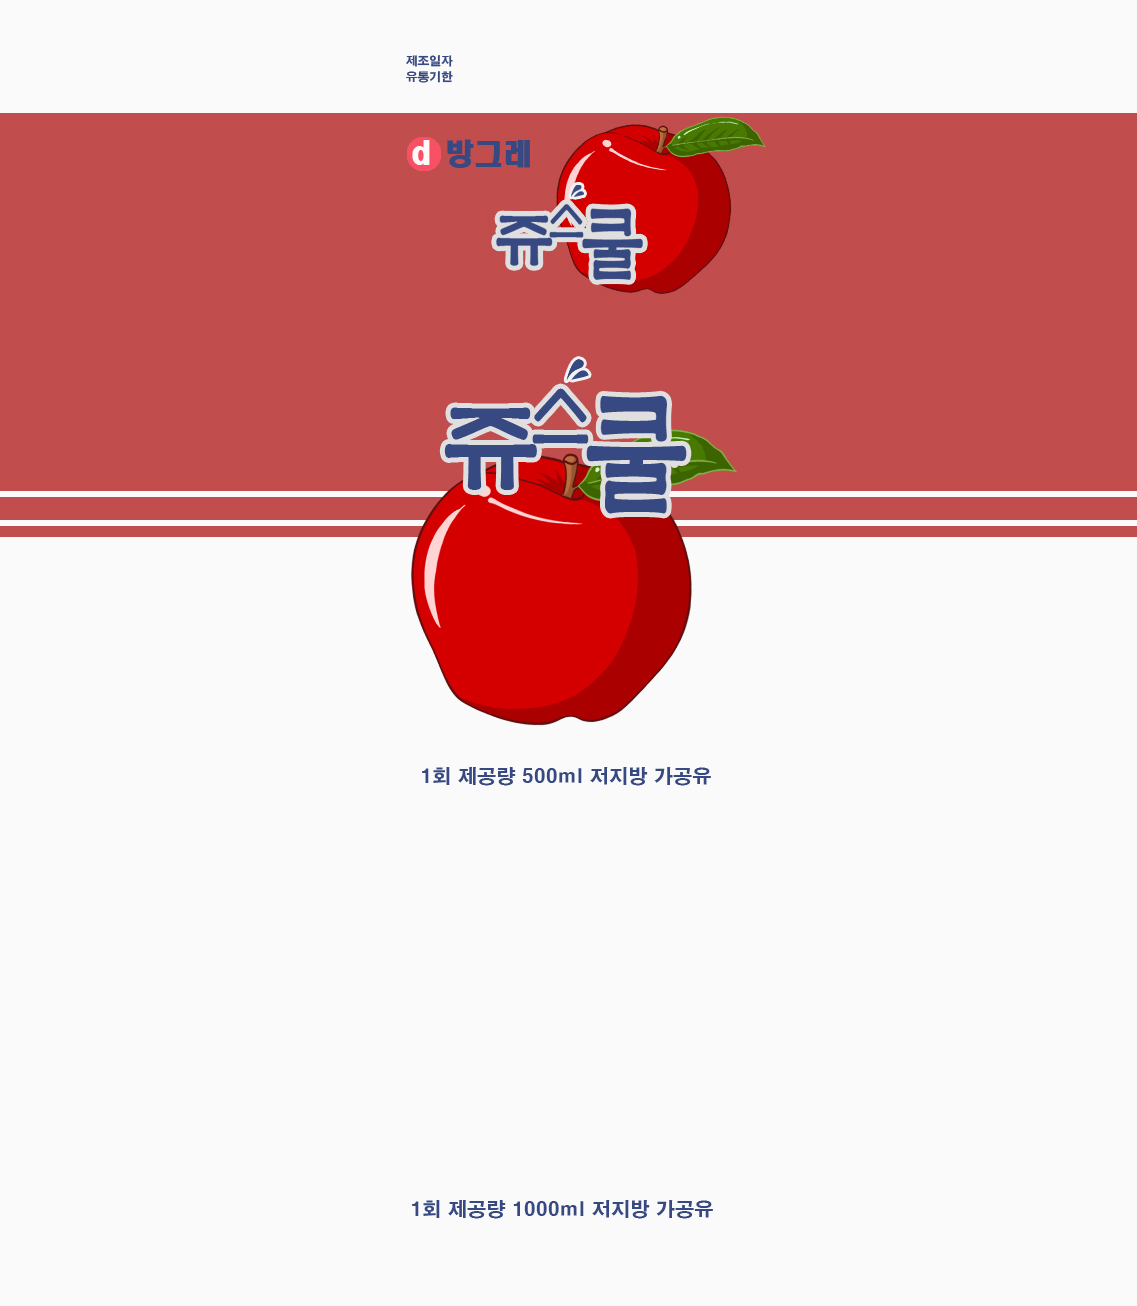 제조일자
유통기한
d 방그레
쥬스쿨
쥬스쿨
1회 제공량 500ml 저지방 가공유
1회 제공량 1000ml 저지방 가공유